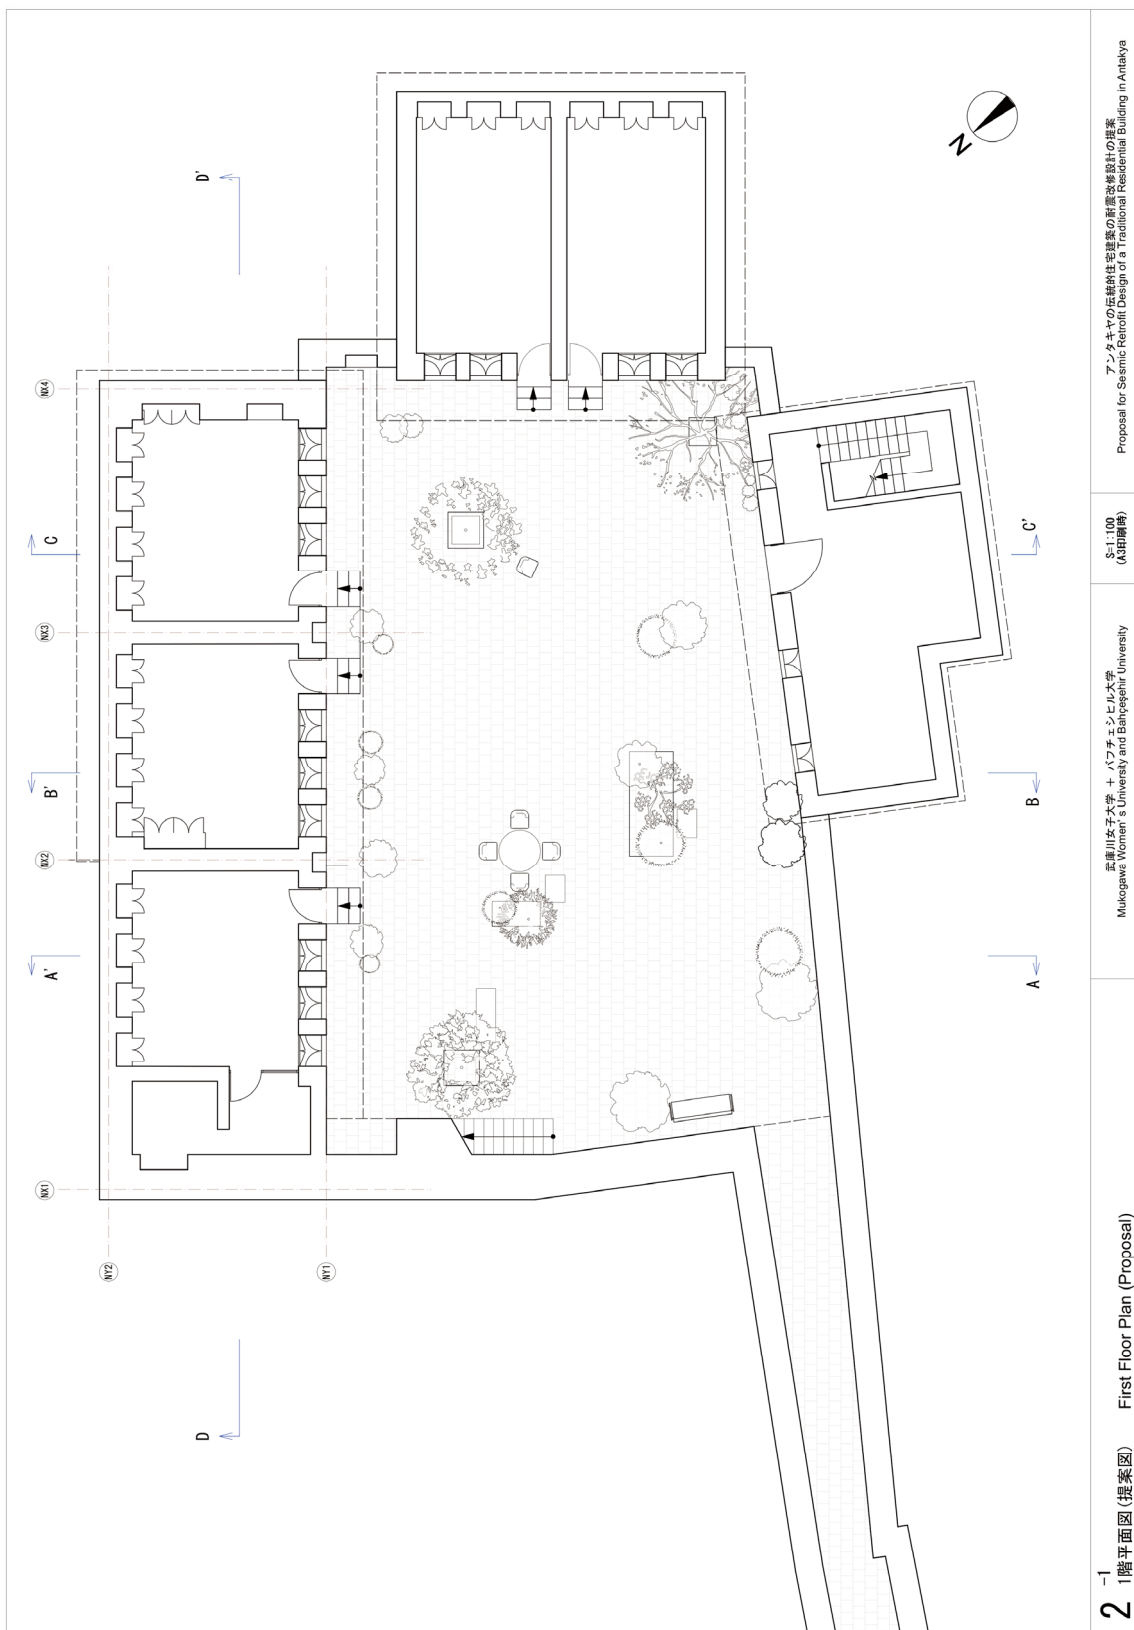 2 -1
1階平面図 (提案図) First Floor Plan (Proposal)
武庫川女子大学 + バフチェシヒル大学
Mukogawa Women's University and Bahçeşehir University
S=1:100
(A3印刷時)
アンタキヤの伝統的住宅建築の耐震改修設計の提案
Proposal for Sesmic Retrofit Design of a Traditional Residential Building in Antakya
N
NX1
NX2
NX3
NX4
NY2
NY1
A'
B'
C
D'
D
A
B
C'